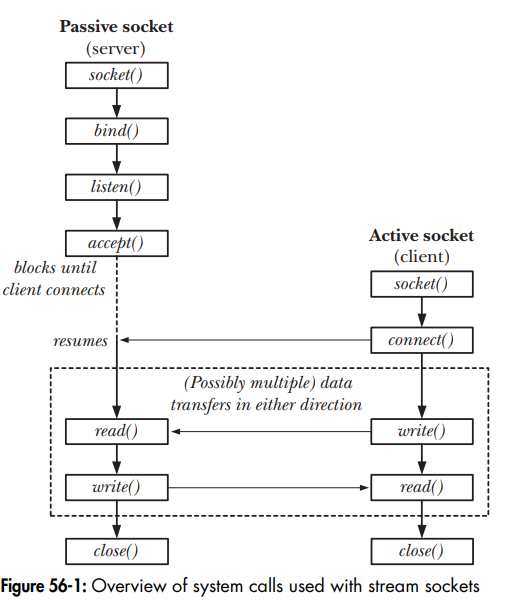 Passive socket
(server)
socket()
bind()
listen()
accept()
blocks until
client connects
resumes
Active socket
(client)
socket()
connect()
(Possibly multiple) data
transfers in either direction
read()
write()
write()
read()
close()
close()
Figure 56-1: Overview of system calls used with stream sockets